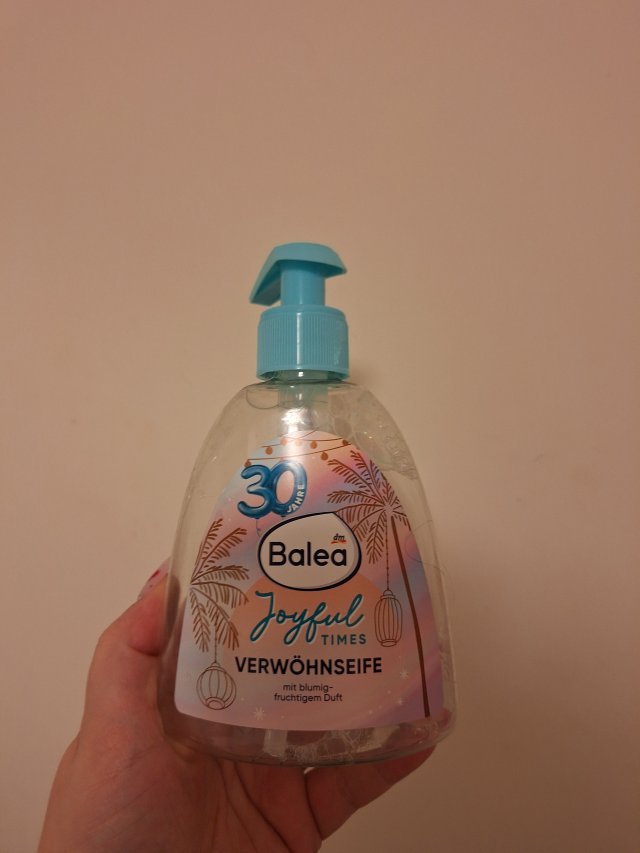 30
JAHRE
dm
Balea
Joyful
TIMES
VERWÖHNSEIFE
mit blumig-
fruchtigem Duft